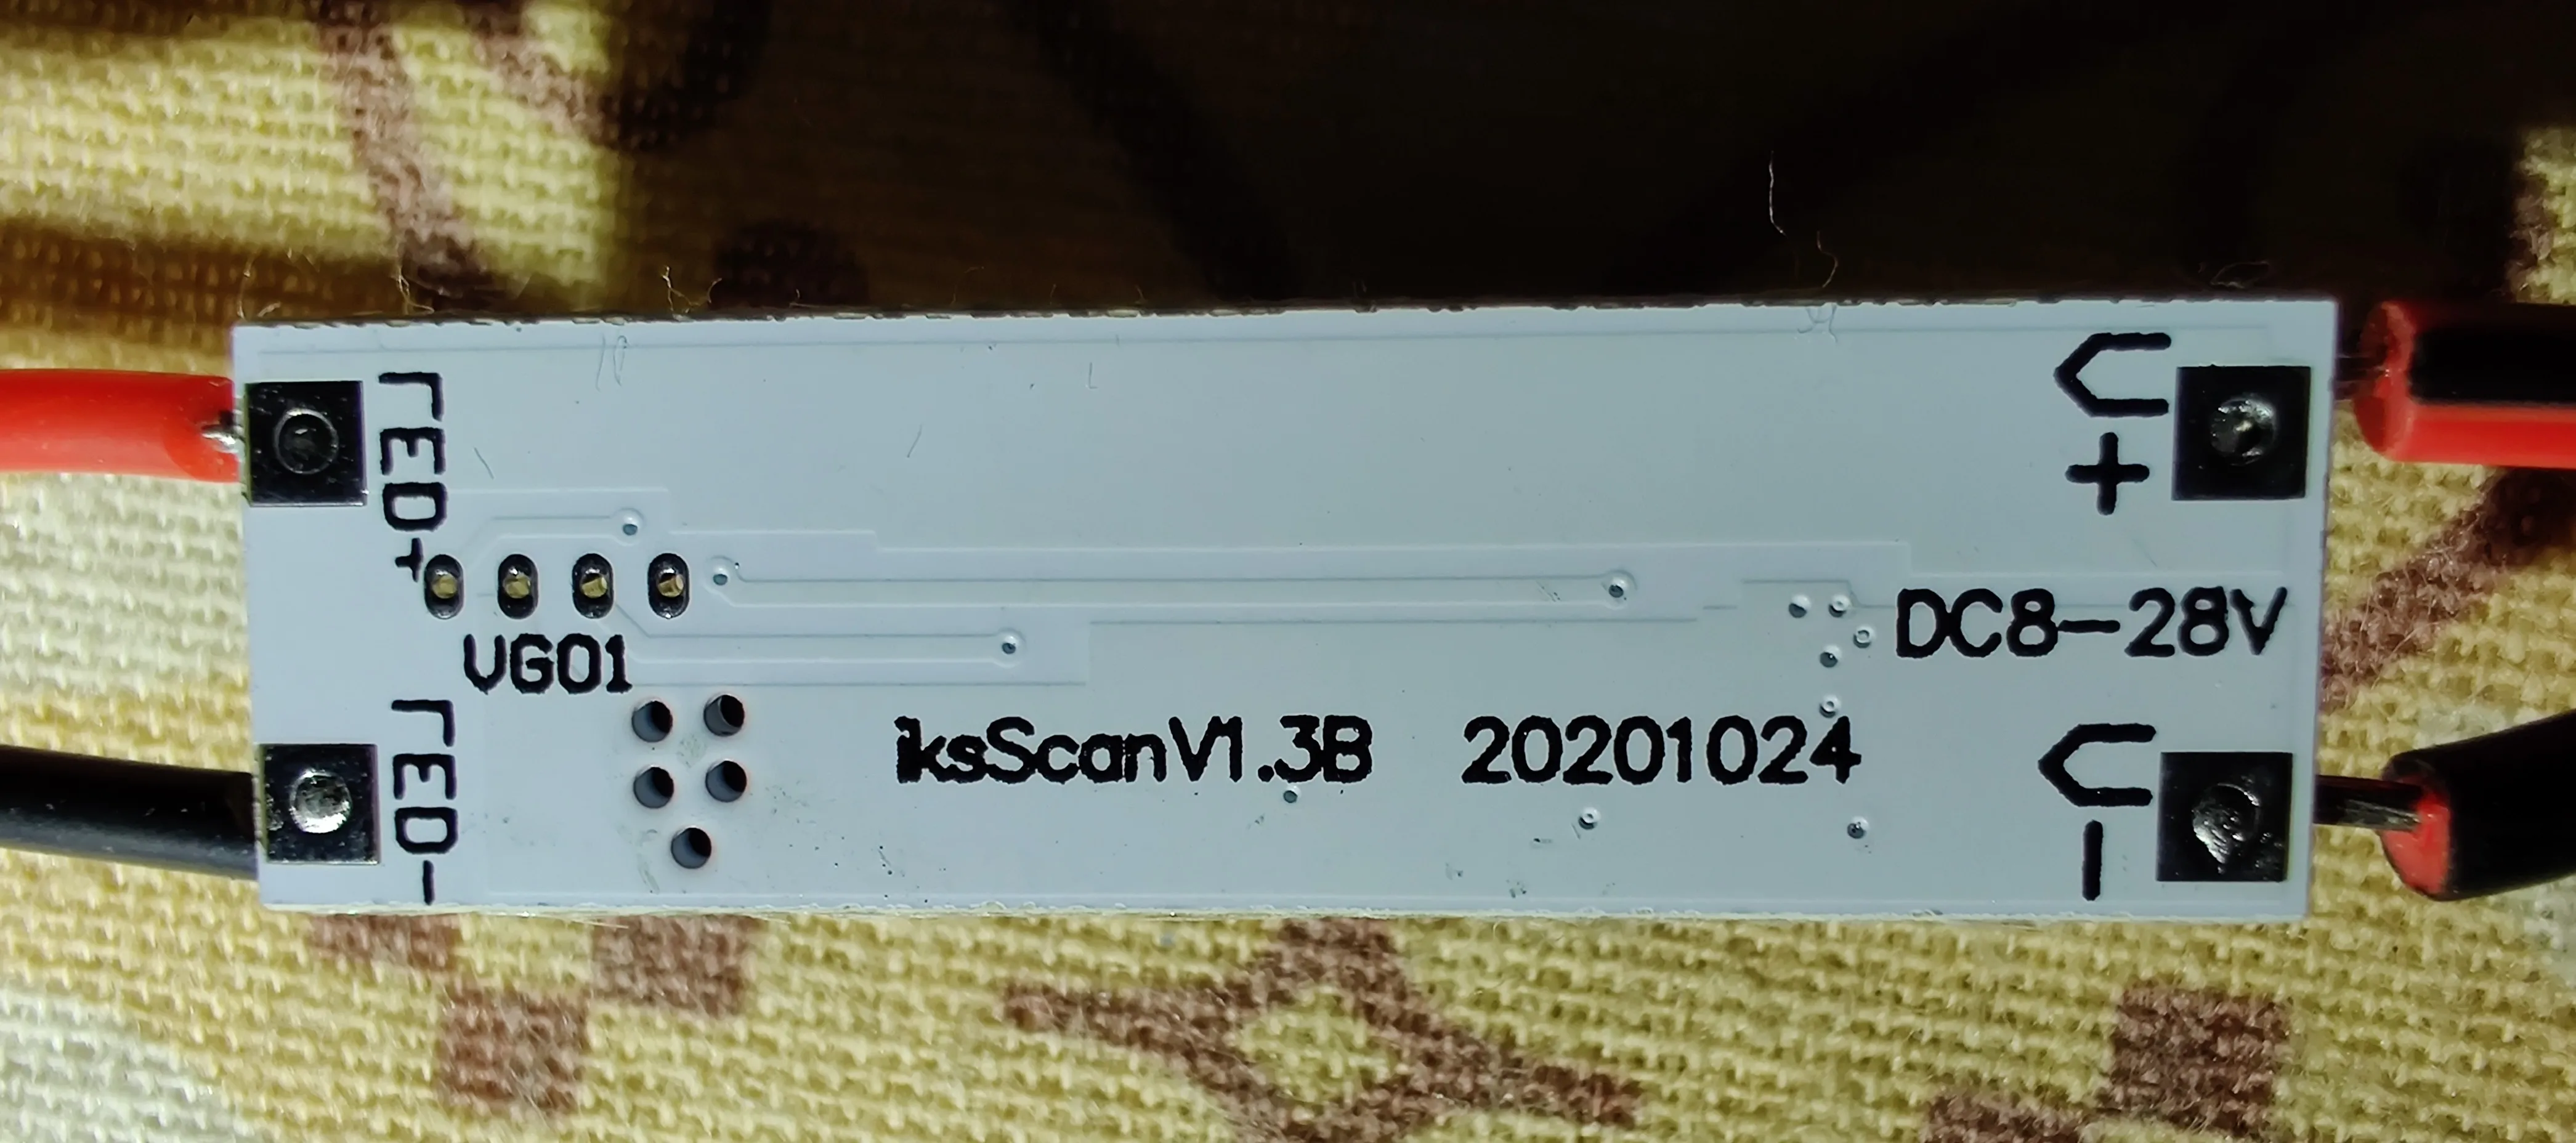 LED+
V+
VG01
DC8-28V
LED-
iksScanV1.3B 20201024
V-